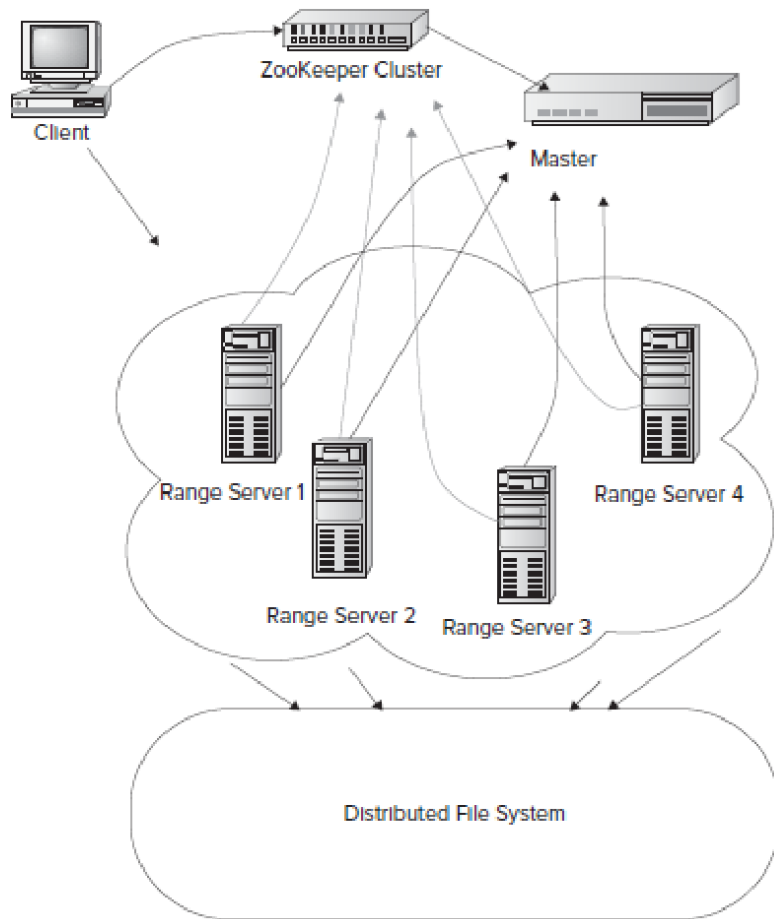 ZooKeeper Cluster
Client
Master
Range Server 1
Range Server 4
Range Server 2
Range Server 3
Distributed File System